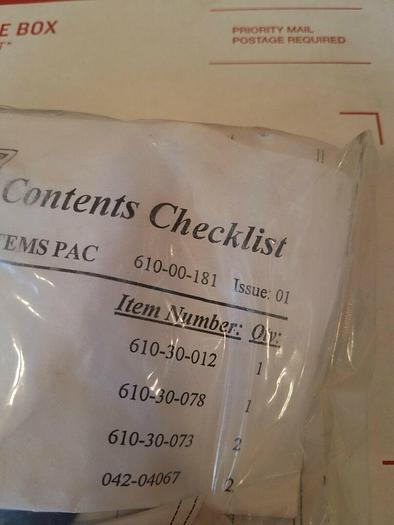 E BOX
T™
PRIORITY MAIL
POSTAGE REQUIRED
Contents Checklist
TEMS PAC 610-00-181 Issue: 01
Item Number: Qty:
610-30-012 1
610-30-078 1
610-30-073 2
042-04067 2